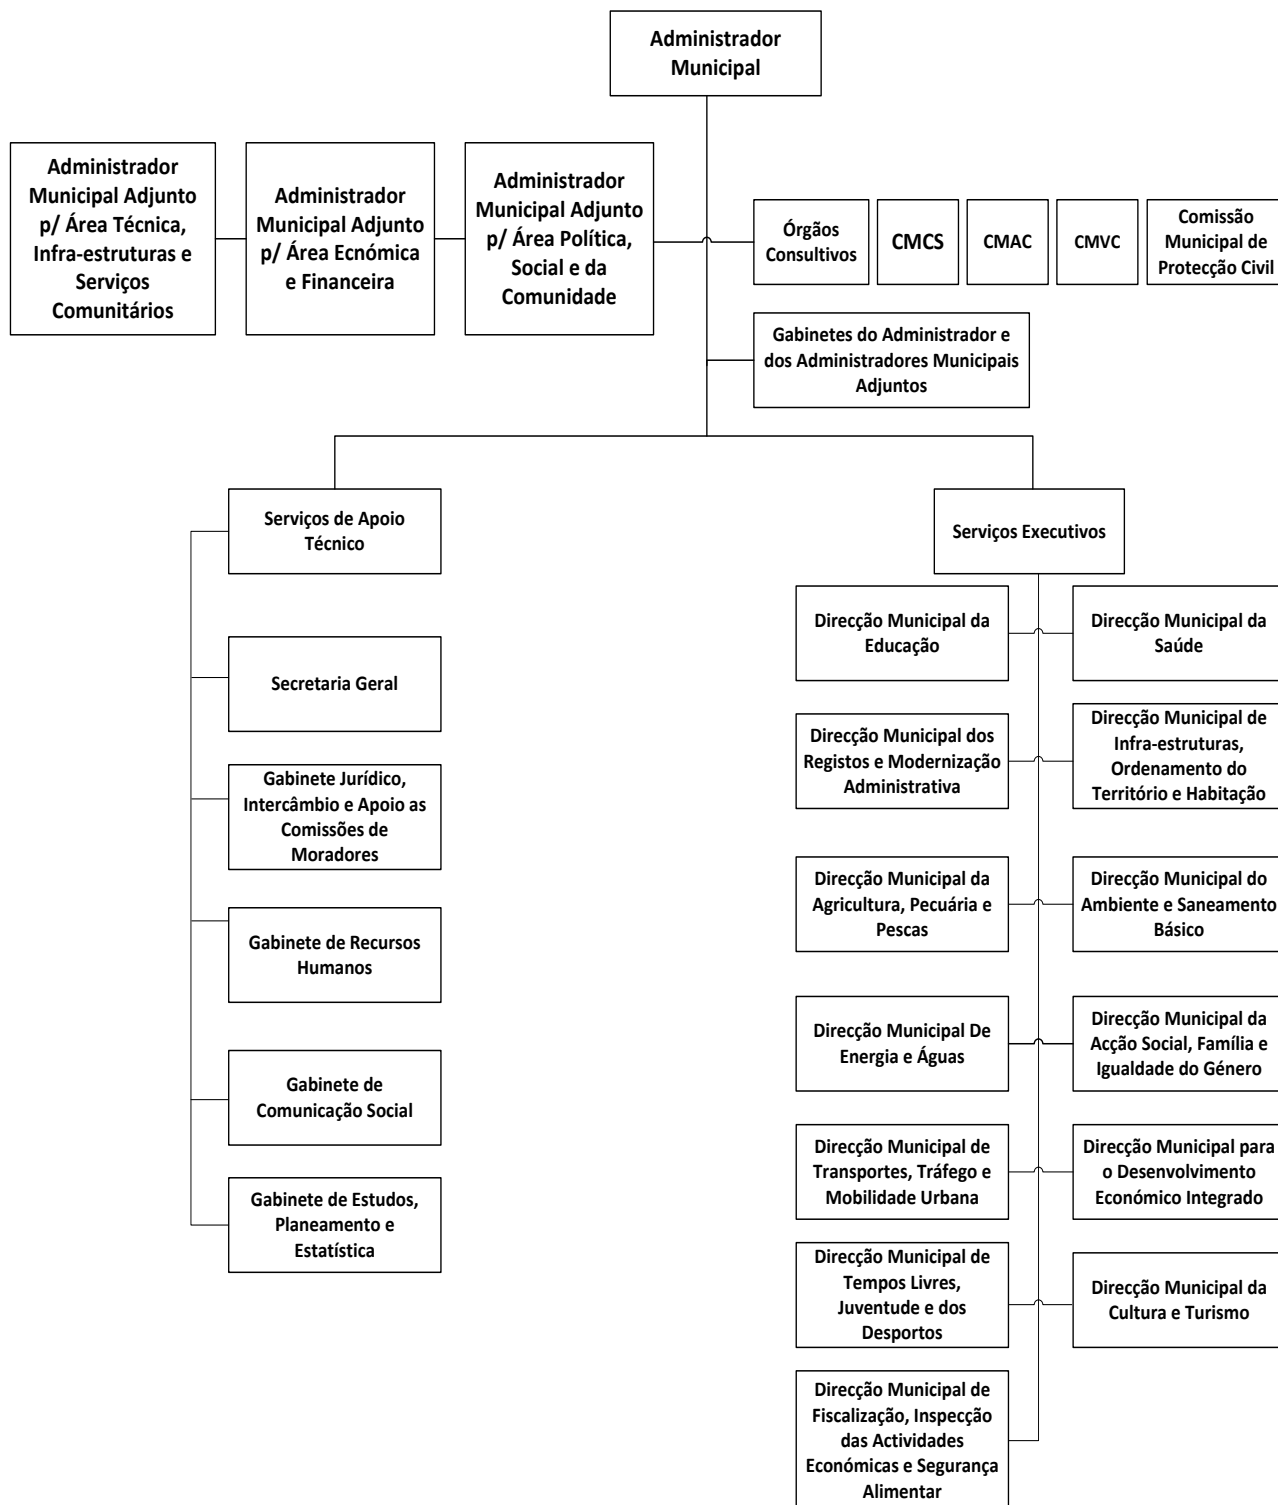 Administrador
Municipal
Administrador
Municipal Adjunto
p/ Área Técnica,
Infra-estruturas e
Serviços
Comunitários
Administrador
Municipal Adjunto
p/ Área Ecnómica
e Financeira
Administrador
Municipal Adjunto
p/ Área Política,
Social e da
Comunidade
Órgãos
Consultivos
CMCS
CMAC
CMVC
Comissão
Municipal de
Protecção Civil
Gabinetes do Administrador e
dos Administradores Municipais
Adjuntos
Serviços de Apoio
Técnico
Secretaria Geral
Gabinete Jurídico,
Intercâmbio e Apoio as
Comissões de
Moradores
Gabinete de Recursos
Humanos
Gabinete de
Comunicação Social
Gabinete de Estudos,
Planeamento e
Estatística
Serviços Executivos
Direcção Municipal da
Educação
Direcção Municipal da
Saúde
Direcção Municipal dos
Registos e Modernização
Administrativa
Direcção Municipal de
Infra-estruturas,
Ordenamento do
Território e Habitação
Direcção Municipal da
Agricultura, Pecuária e
Pescas
Direcção Municipal do
Ambiente e Saneamento
Básico
Direcção Municipal De
Energia e Águas
Direcção Municipal da
Acção Social, Família e
Igualdade do Género
Direcção Municipal de
Transportes, Tráfego e
Mobilidade Urbana
Direcção Municipal para
o Desenvolvimento
Económico Integrado
Direcção Municipal de
Tempos Livres,
Juventude e dos
Desportos
Direcção Municipal da
Cultura e Turismo
Direcção Municipal de
Fiscalização, Inspecção
das Actividades
Económicas e Segurança
Alimentar